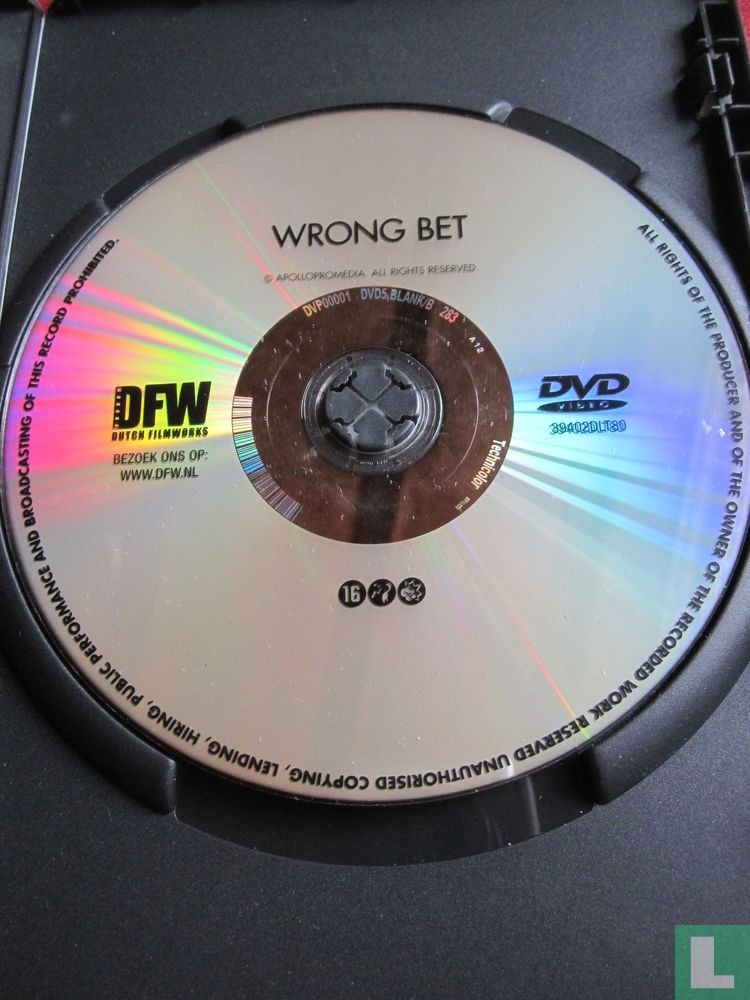 WRONG BET
© APOLLOPROMEDIA. ALL RIGHTS RESERVED
DVP00001 DVD5,BLANK/B 283 A12
DFW
DUTCH FILMWORKS
BEZOEK ONS OP:
WWW.DFW.NL
DVD
VIDEO
39402DLT80
Technicolor
16
ALL RIGHTS OF THE PRODUCER AND OF THE OWNER OF THE RECORDED WORK RESERVED UNAUTHORISED COPYING, LENDING, HIRING, PUBLIC PERFORMANCE AND BROADCASTING OF THIS RECORD PROHIBITED.
L